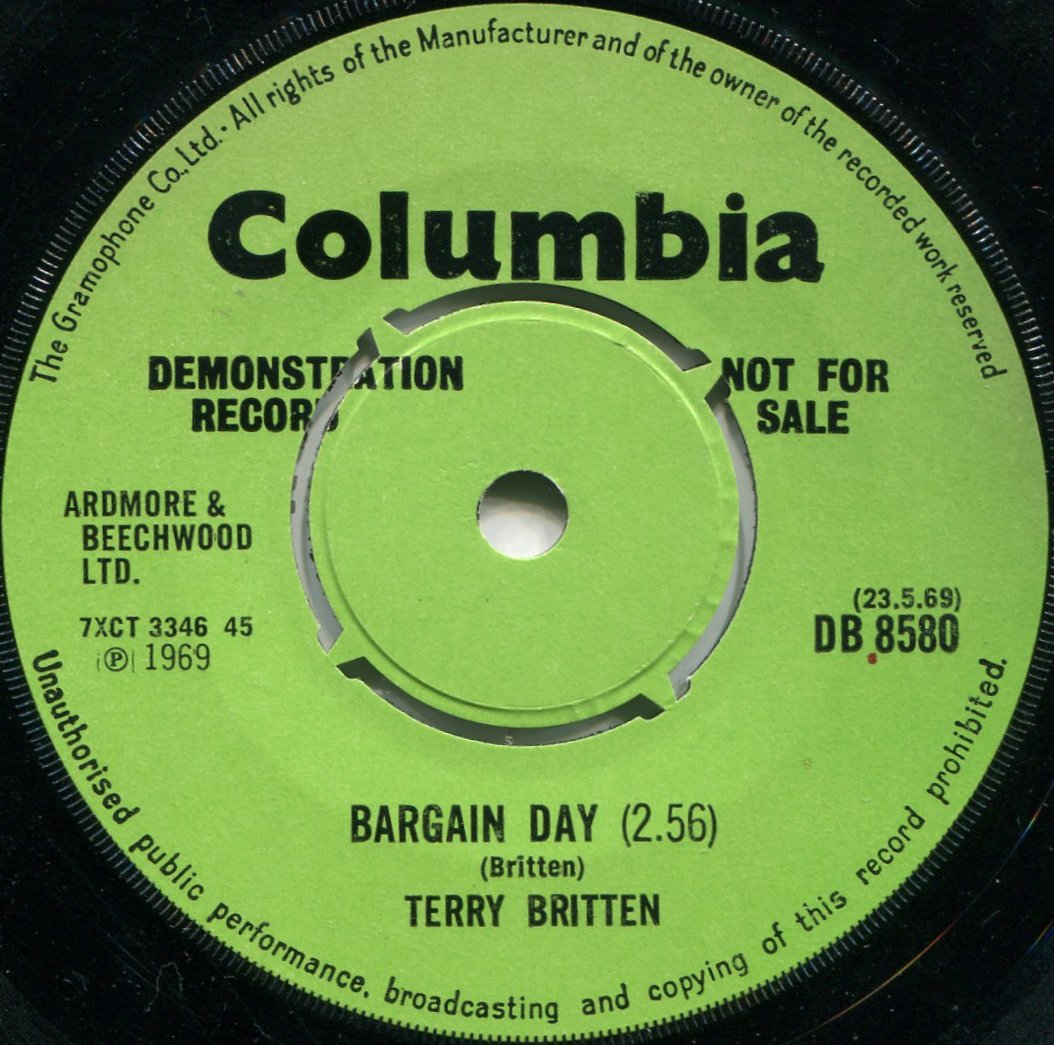 The Gramophone Co., Ltd. · All rights of the Manufacturer and of the owner of the recorded work reserved
Columbia
DEMONSTRATION
RECORD
NOT FOR
SALE
ARDMORE &
BEECHWOOD
LTD.
7XCT 3346 45
Ⓟ 1969
(23.5.69)
DB 8580
BARGAIN DAY (2.56)
(Britten)
TERRY BRITTEN
Unauthorised public performance, broadcasting and copying of this record prohibited.